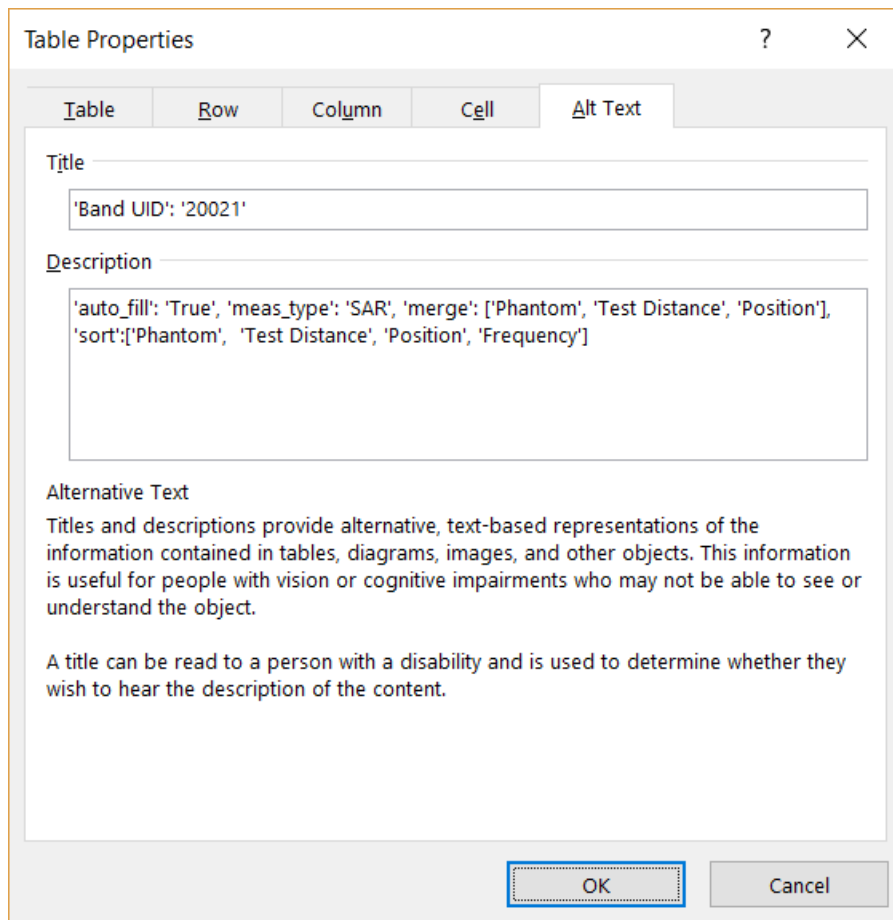 Table Properties
? ×
Table Row Column Cell Alt Text
Title
'Band UID': '20021'
Description
'auto_fill': 'True', 'meas_type': 'SAR', 'merge': ['Phantom', 'Test Distance', 'Position'],
'sort':['Phantom',  'Test Distance', 'Position', 'Frequency']
Alternative Text
Titles and descriptions provide alternative, text-based representations of the
information contained in tables, diagrams, images, and other objects. This information
is useful for people with vision or cognitive impairments who may not be able to see or
understand the object.
A title can be read to a person with a disability and is used to determine whether they
wish to hear the description of the content.
OK Cancel